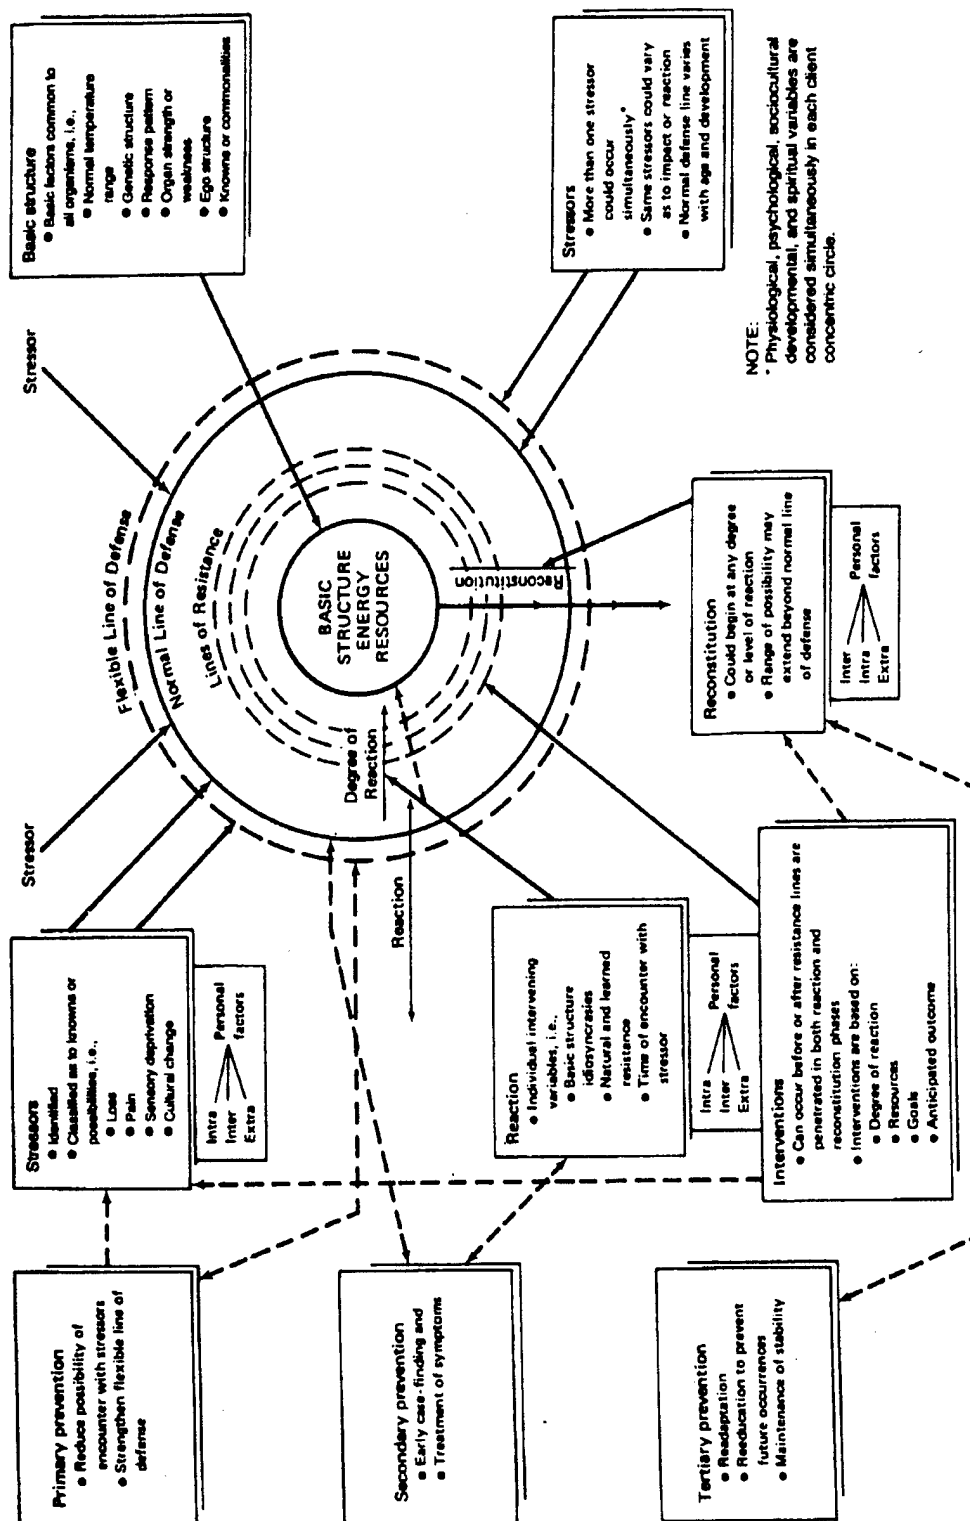 Primary prevention
• Reduce possibility of
encounter with stressors
• Strengthen flexible line of
defense
Secondary prevention
• Early case-finding and
• Treatment of symptoms
Tertiary prevention
• Readaptation
• Reeducation to prevent
future occurrences
• Maintenance of stability
Stressors
• Identified
• Classified as to knowns or
possibilities, i.e.,
• Loss
• Pain
• Sensory deprivation
• Cultural change
Intra
Inter
Extra
Personal
factors
Reaction
• Individual intervening
variables, i.e.,
• Basic structure
idiosyncrasies
• Natural and learned
resistance
• Time of encounter with
stressor
Intra
Inter
Extra
Personal
factors
Interventions
• Can occur before or after resistance lines are
penetrated in both reaction and
reconstitution phases
• Interventions are based on:
• Degree of reaction
• Resources
• Goals
• Anticipated outcome
Stressor
Stressor
Flexible Line of Defense
Normal Line of Defense
Lines of Resistance
BASIC
STRUCTURE
ENERGY
RESOURCES
Degree of
Reaction
Reaction
Reconstitution
Reconstitution
• Could begin at any degree
or level of reaction
• Range of possibility may
extend beyond normal line
of defense
Inter
Intra
Extra
Personal
factors
Basic structure
• Basic factors common to
all organisms, i.e.,
• Normal temperature
range
• Genetic structure
• Response pattern
• Organ strength or
weakness
• Ego structure
• Knowns or commonalities
Stressors
• More than one stressor
could occur
simultaneously*
• Same stressors could vary
as to impact or reaction
• Normal defense line varies
with age and development
NOTE:
* Physiological, psychological, sociocultural
developmental, and spiritual variables are
considered simultaneously in each client
concentric circle.